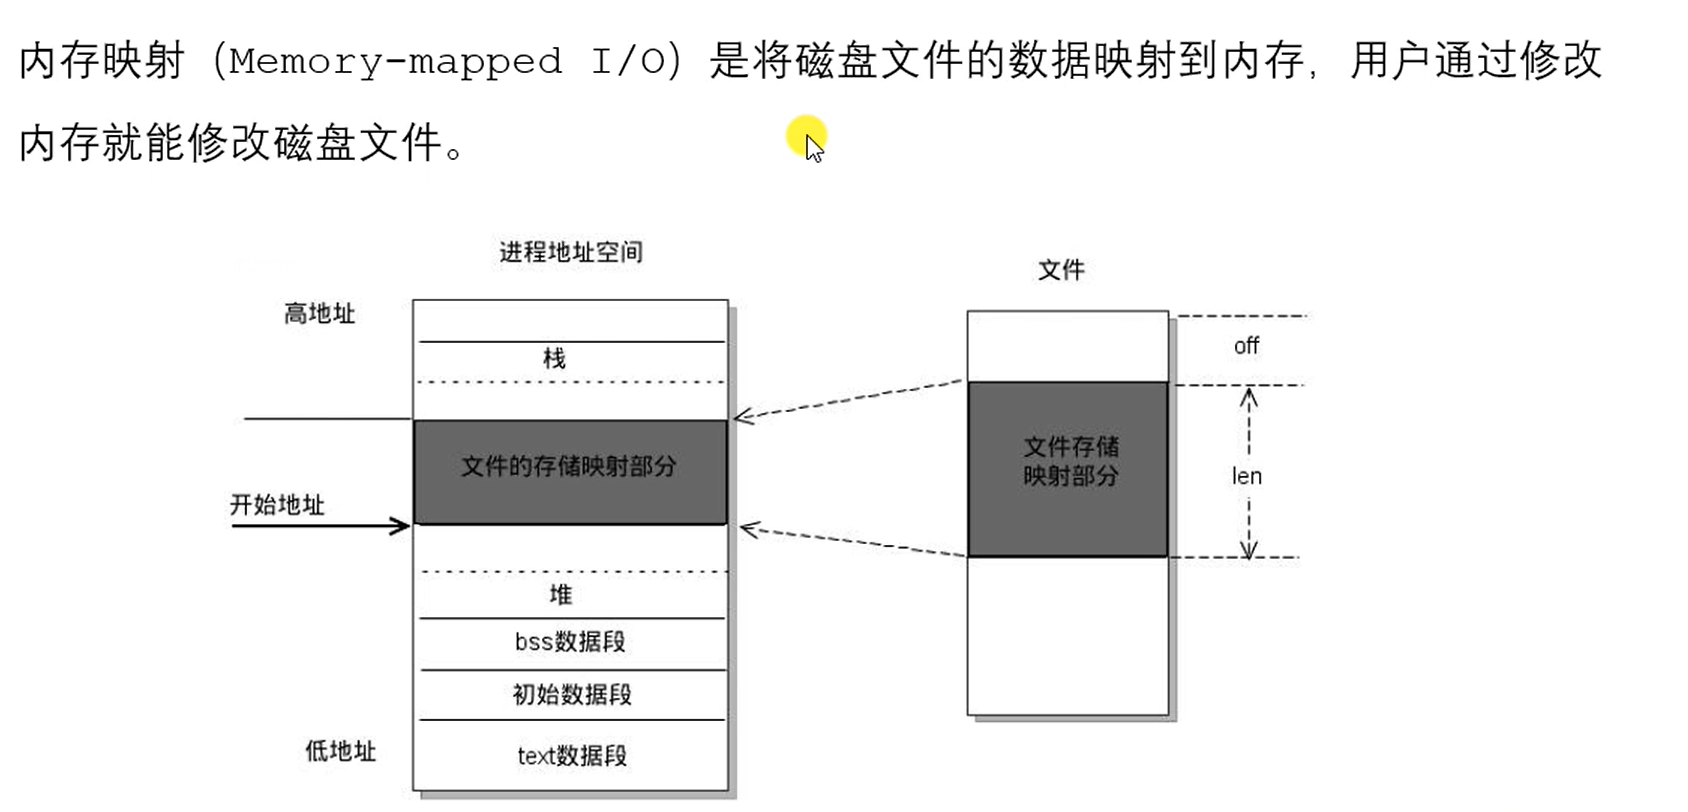 内存映射（Memory-mapped I/O）是将磁盘文件的数据映射到内存，用户通过修改
内存就能修改磁盘文件。
进程地址空间
文件
高地址
栈
off
文件的存储映射部分
文件存储
映射部分
len
开始地址
堆
bss数据段
初始数据段
低地址
text数据段